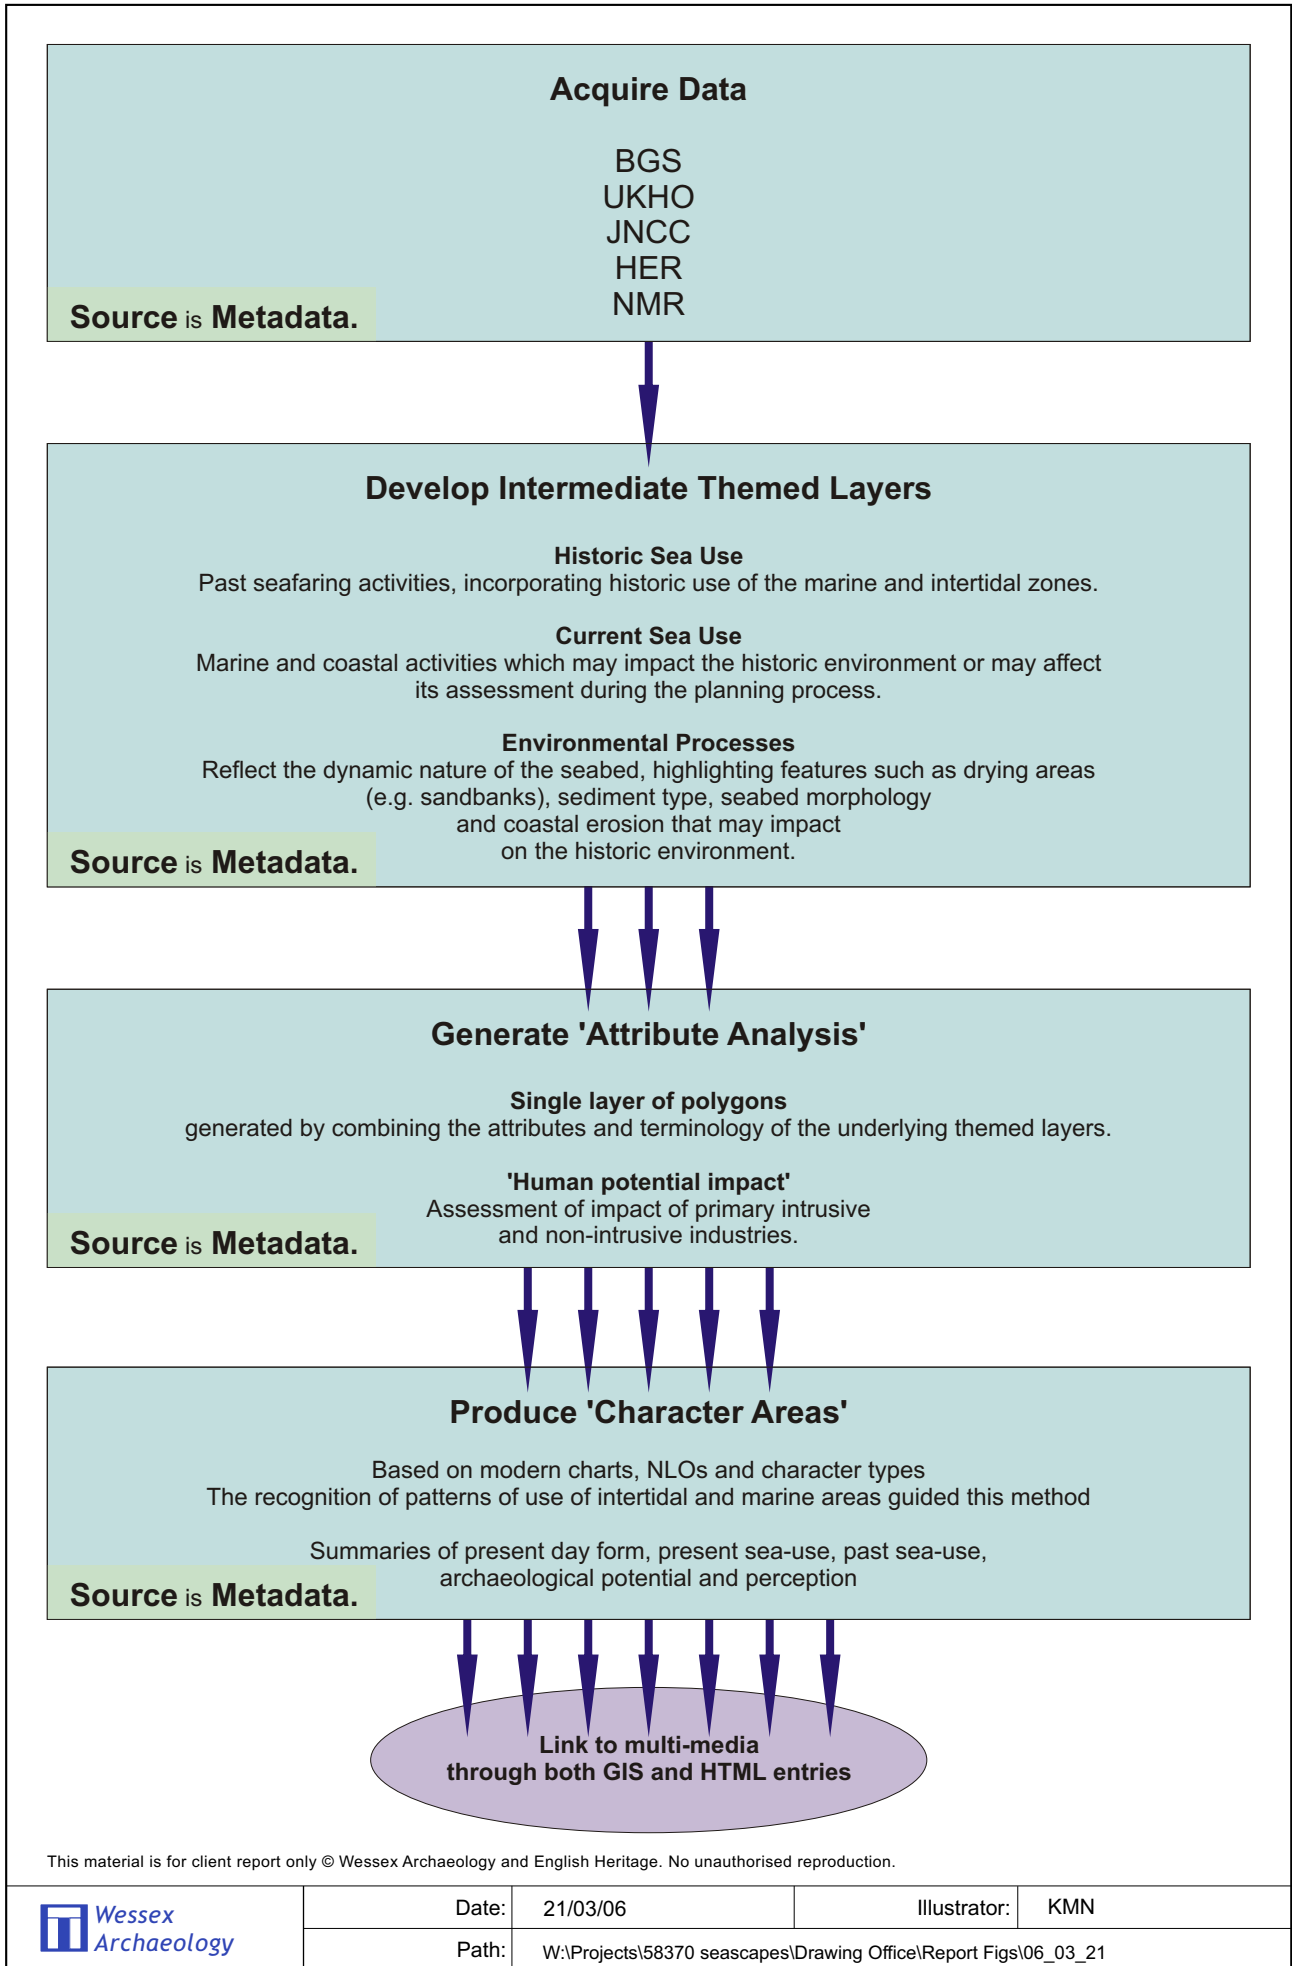 Acquire Data
BGS
UKHO
JNCC
HER
NMR
Source is Metadata.
Develop Intermediate Themed Layers
Historic Sea Use
Past seafaring activities, incorporating historic use of the marine and intertidal zones.
Current Sea Use
Marine and coastal activities which may impact the historic environment or may affect
its assessment during the planning process.
Environmental Processes
Reflect the dynamic nature of the seabed, highlighting features such as drying areas
(e.g. sandbanks), sediment type, seabed morphology
and coastal erosion that may impact
on the historic environment.
Source is Metadata.
Generate 'Attribute Analysis'
Single layer of polygons
generated by combining the attributes and terminology of the underlying themed layers.
'Human potential impact'
Assessment of impact of primary intrusive
and non-intrusive industries.
Source is Metadata.
Produce 'Character Areas'
Based on modern charts, NLOs and character types
The recognition of patterns of use of intertidal and marine areas guided this method
Summaries of present day form, present sea-use, past sea-use,
archaeological potential and perception
Source is Metadata.
Link to multi-media
through both GIS and HTML entries
This material is for client report only © Wessex Archaeology and English Heritage. No unauthorised reproduction.
Wessex
Archaeology
Date: 21/03/06 Illustrator: KMN
Path: W:\Projects\58370 seascapes\Drawing Office\Report Figs\06_03_21